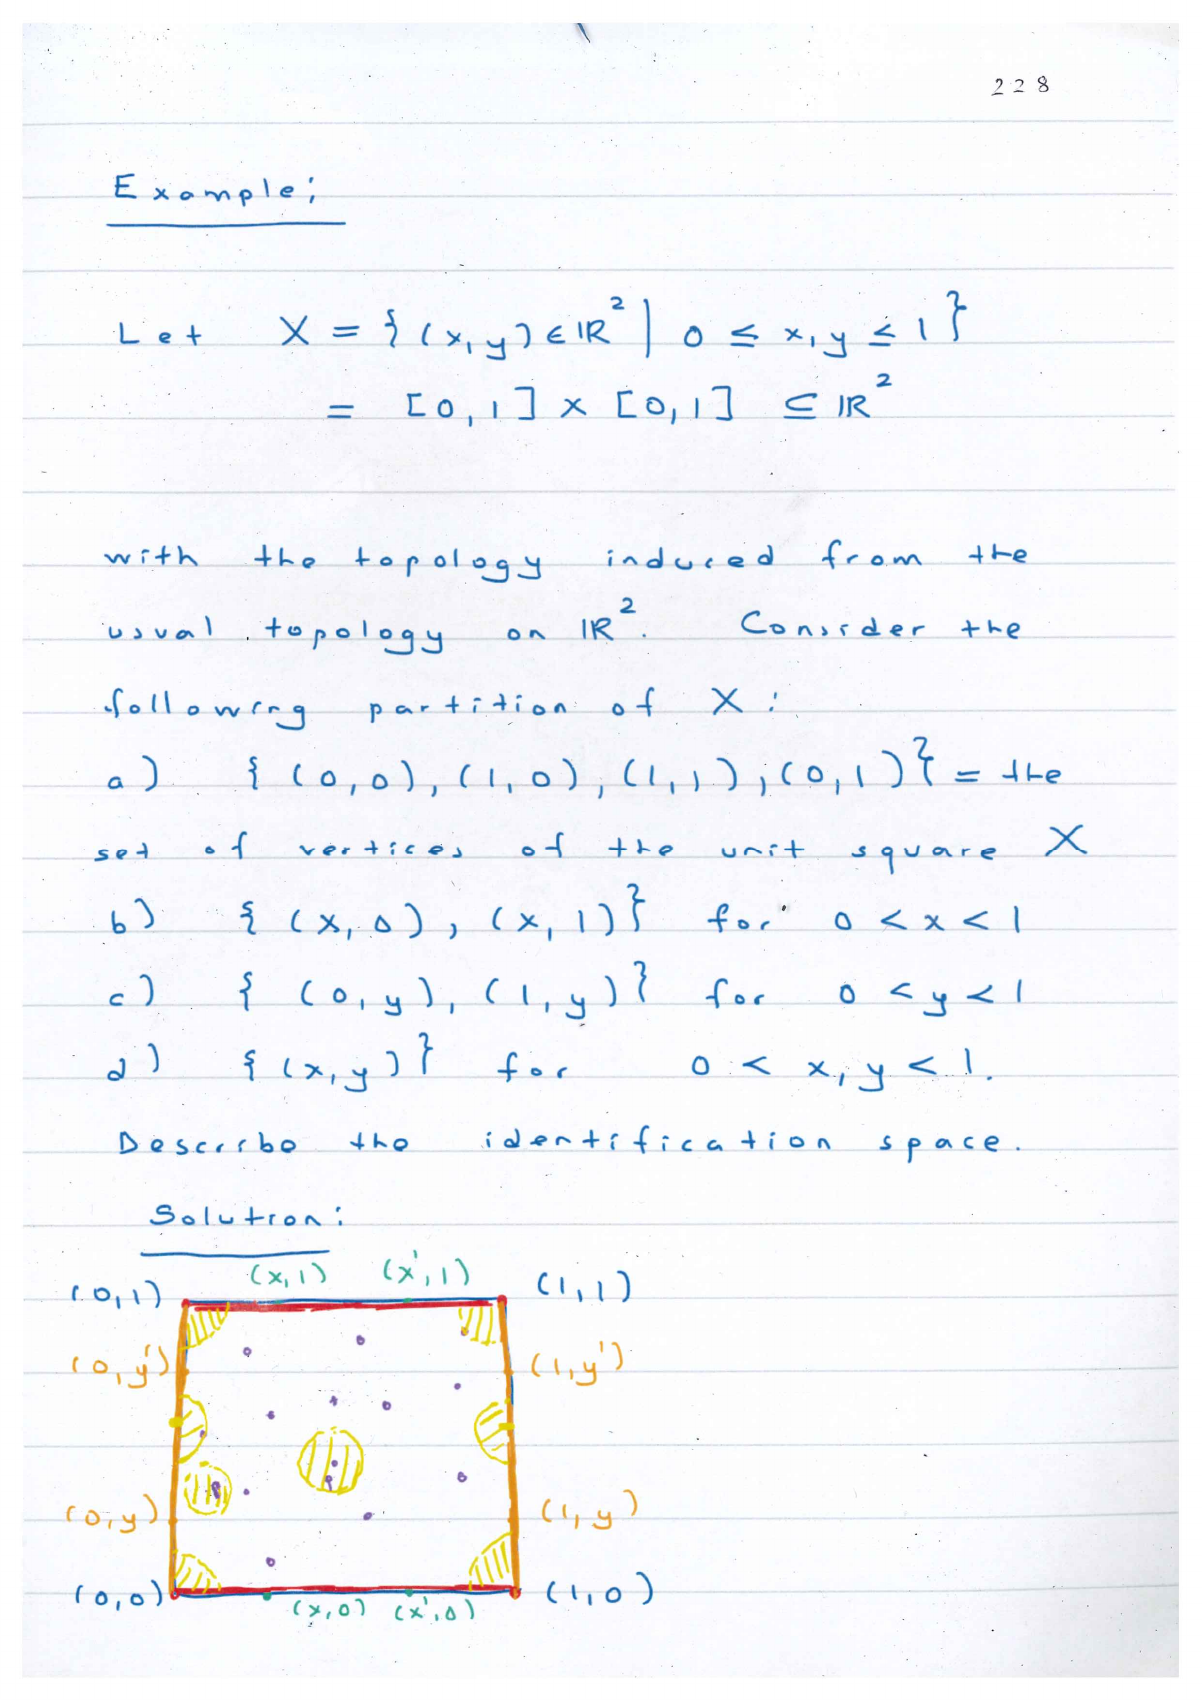 228
Example:
Let X = {(x,y) ∈ ℝ² | 0 ≤ x,y ≤ 1}
= [0,1] × [0,1] ⊆ ℝ²
with the topology induced from the
usual topology on ℝ². Consider the
following partition of X:
a) {(0,0), (1,0), (1,1), (0,1)} = the
set of vertices of the unit square X
b) {(x,0), (x,1)} for 0 < x < 1
c) {(0,y), (1,y)} for 0 < y < 1
d) {(x,y)} for 0 < x,y < 1.
Describe the identification space.
Solution:
(0,1) (x,1) (x',1) (1,1)
(0,y') (1,y')
(0,y) (1,y)
(0,0) (x,0) (x',0) (1,0)